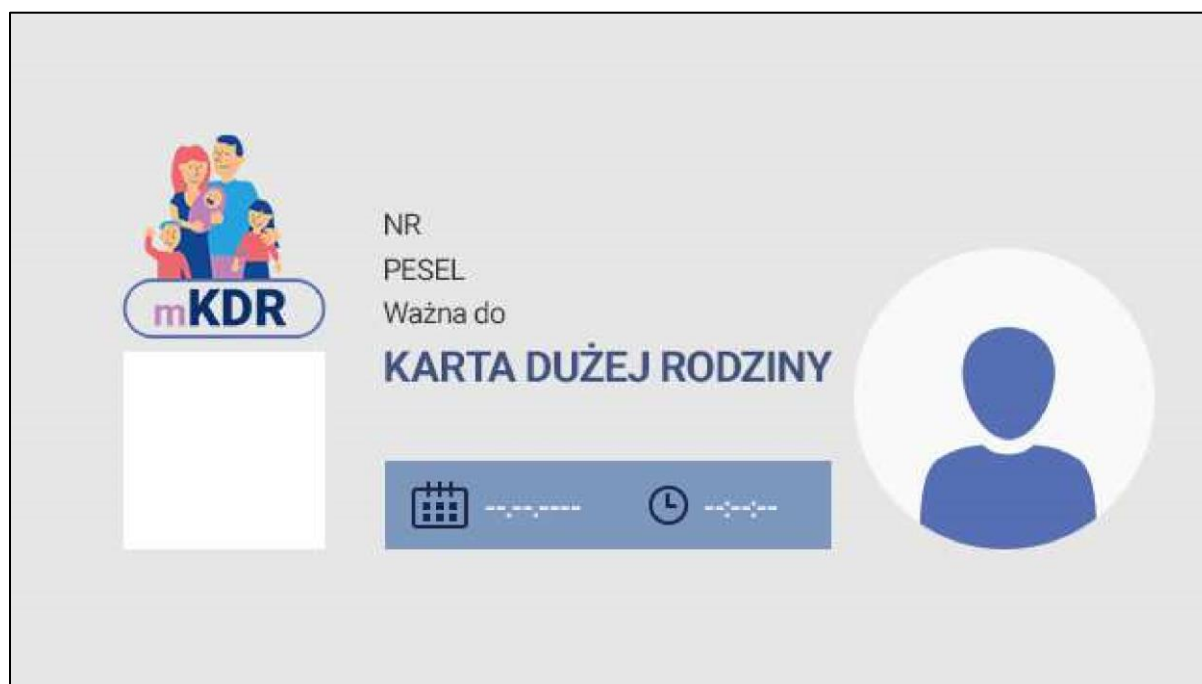 mKDR
NR
PESEL
Ważna do
KARTA DUŻEJ RODZINY
--.--.---- --:--:--